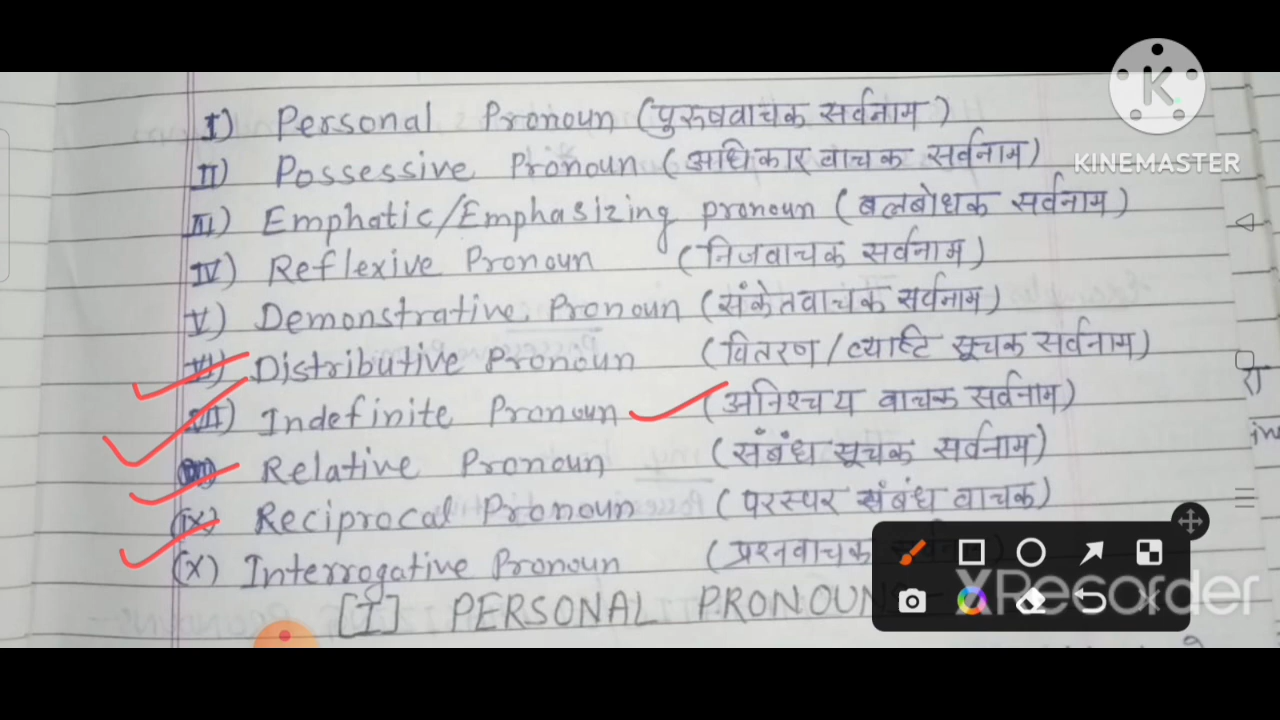 I) Personal Pronoun (पुरुषवाचक सर्वनाम)
II) Possessive Pronoun (अधिकार वाचक सर्वनाम)
III) Emphatic/Emphasizing pronoun (बलबोधक सर्वनाम)
IV) Reflexive Pronoun (निजवाचक सर्वनाम)
V) Demonstrative Pronoun (संकेतवाचक सर्वनाम)
VI) Distributive Pronoun (वितरण/व्याष्टि सूचक सर्वनाम)
VII) Indefinite Pronoun (अनिश्चय वाचक सर्वनाम)
Relative Pronoun (संबंध सूचक सर्वनाम)
(IX) Reciprocal Pronoun (परस्पर संबंध वाचक)
(X) Interrogative Pronoun (प्रश्नवाचक
[I] PERSONAL PRONOUN
KINEMASTER
XRecorder